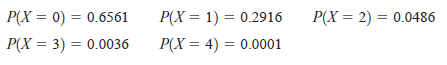 P(X = 0) = 0.6561 P(X = 1) = 0.2916 P(X = 2) = 0.0486
P(X = 3) = 0.0036 P(X = 4) = 0.0001